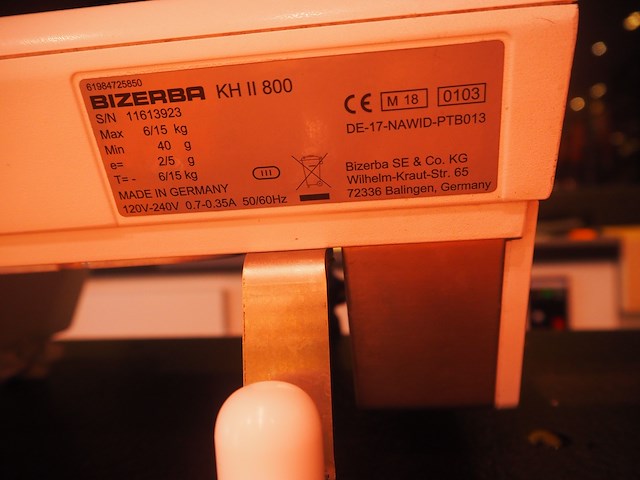 61984725850
BIZERBA KH II 800
S/N 11613923
Max 6/15 kg
Min 40 g
e= 2/5 g
T= - 6/15 kg
MADE IN GERMANY
120V-240V 0.7-0.35A 50/60Hz
III
CE M 18 0103
DE-17-NAWID-PTB013
Bizerba SE & Co. KG
Wilhelm-Kraut-Str. 65
72336 Balingen, Germany